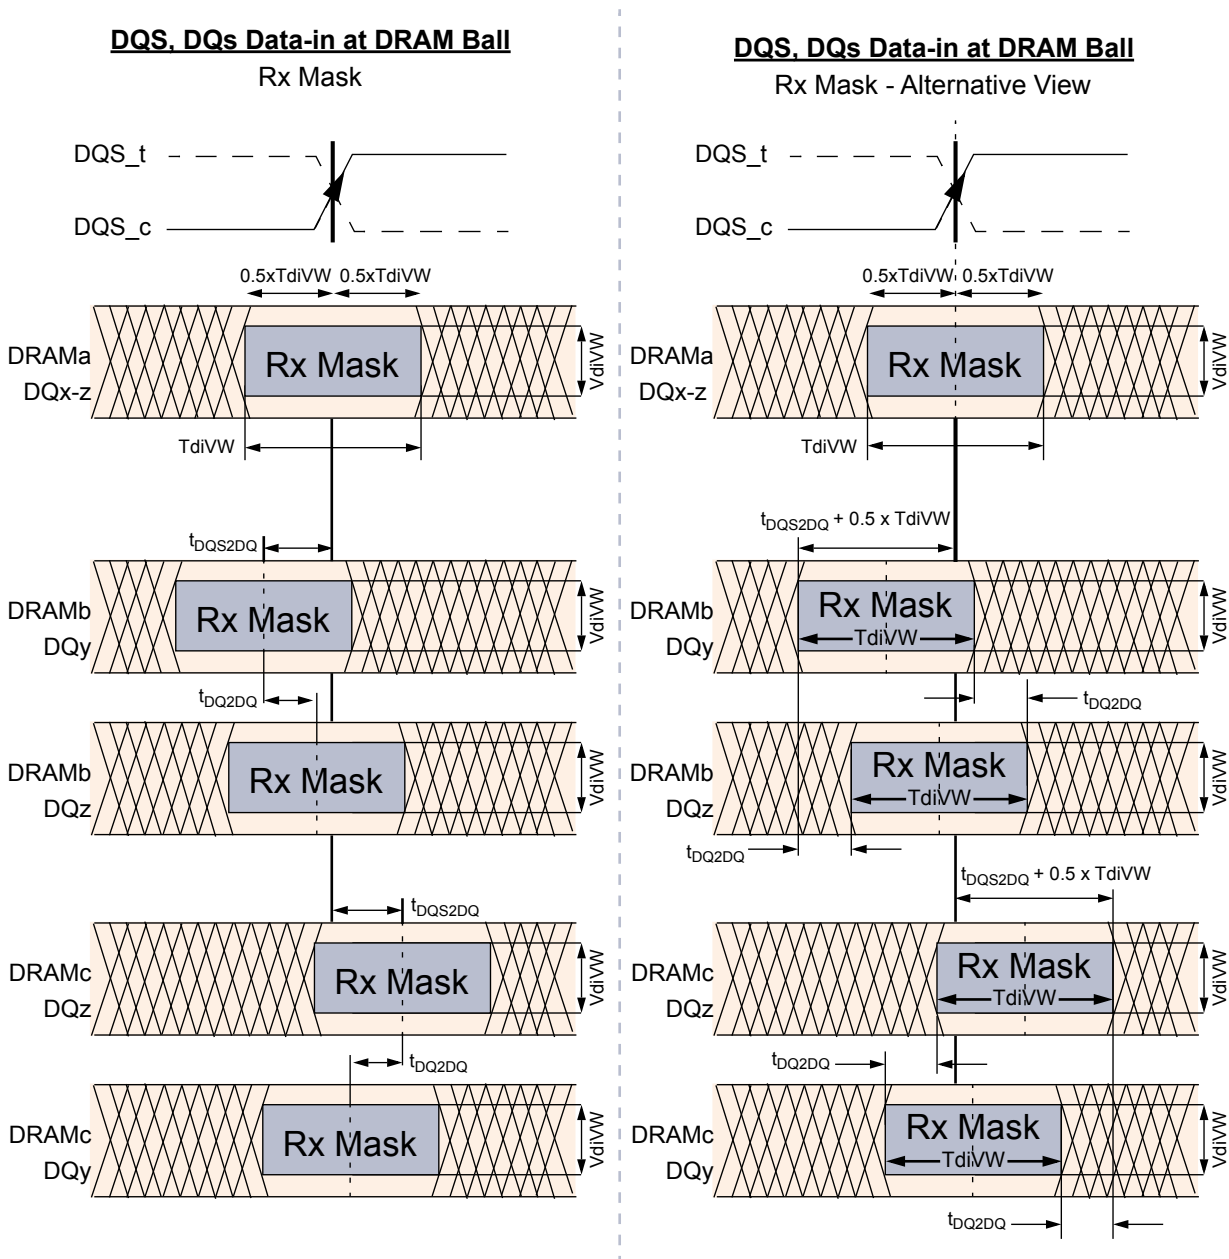 DQS, DQs Data-in at DRAM Ball
Rx Mask
DQS_t
DQS_c
0.5xTdiVW 0.5xTdiVW
DRAMa
DQx-z
Rx Mask
VdiVW
TdiVW
tDQS2DQ
DRAMb
DQy
Rx Mask
VdiVW
tDQ2DQ
DRAMb
DQz
Rx Mask
VdiVW
tDQS2DQ
DRAMc
DQz
Rx Mask
VdiVW
tDQ2DQ
DRAMc
DQy
Rx Mask
VdiVW
DQS, DQs Data-in at DRAM Ball
Rx Mask - Alternative View
DQS_t
DQS_c
0.5xTdiVW 0.5xTdiVW
DRAMa
DQx-z
Rx Mask
VdiVW
TdiVW
tDQS2DQ + 0.5 x TdiVW
DRAMb
DQy
Rx Mask
TdiVW
VdiVW
tDQ2DQ
DRAMb
DQz
Rx Mask
TdiVW
VdiVW
tDQ2DQ
tDQS2DQ + 0.5 x TdiVW
DRAMc
DQz
Rx Mask
TdiVW
VdiVW
tDQ2DQ
DRAMc
DQy
Rx Mask
TdiVW
VdiVW
tDQ2DQ